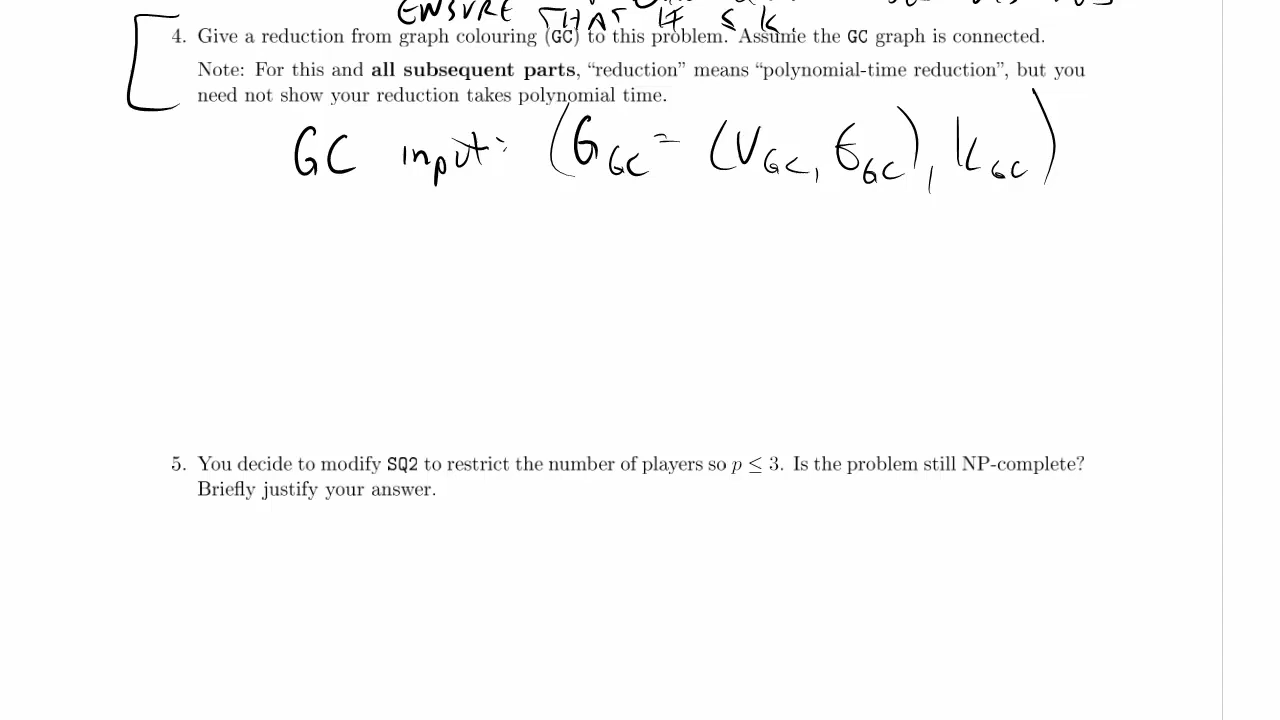 ENSURE THAT IF ≤ k
4. Give a reduction from graph colouring (GC) to this problem. Assume the GC graph is connected.
Note: For this and all subsequent parts, “reduction” means “polynomial-time reduction”, but you
need not show your reduction takes polynomial time.
GC input: (G_GC = (V_GC, E_GC), k_GC)
5. You decide to modify SQ2 to restrict the number of players so p ≤ 3. Is the problem still NP-complete?
Briefly justify your answer.